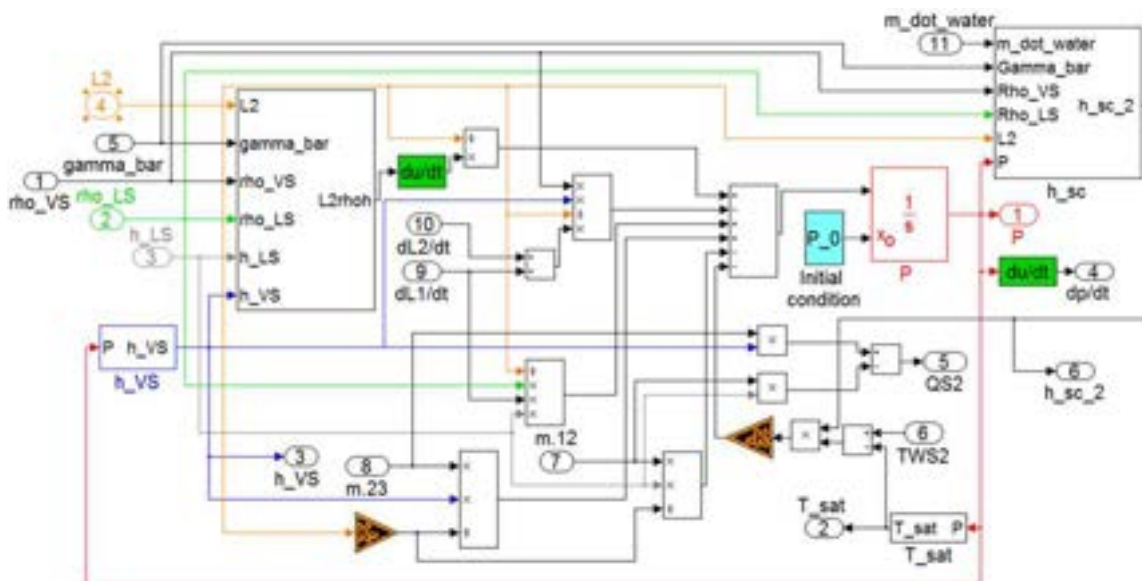 m_dot_water
11
m_dot_water
Gamma_bar
Rho_VS
Rho_LS
L2
P
h_sc_2
h_sc
L2
4
5
gamma_bar
1
rho_VS
rho_LS
2
h_LS
3
L2
gamma_bar
rho_VS
rho_LS
h_LS
h_VS
L2rhoh
du/dt
10
dL2/dt
9
dL1/dt
P_0
Initial
condition
1
s
xo
P
1
P
du/dt
4
dp/dt
P
h_VS
h_VS
5
QS2
6
h_sc_2
m.12
7
8
m.23
3
h_VS
6
TWS2
T_sat
2
T_sat
P
T_sat